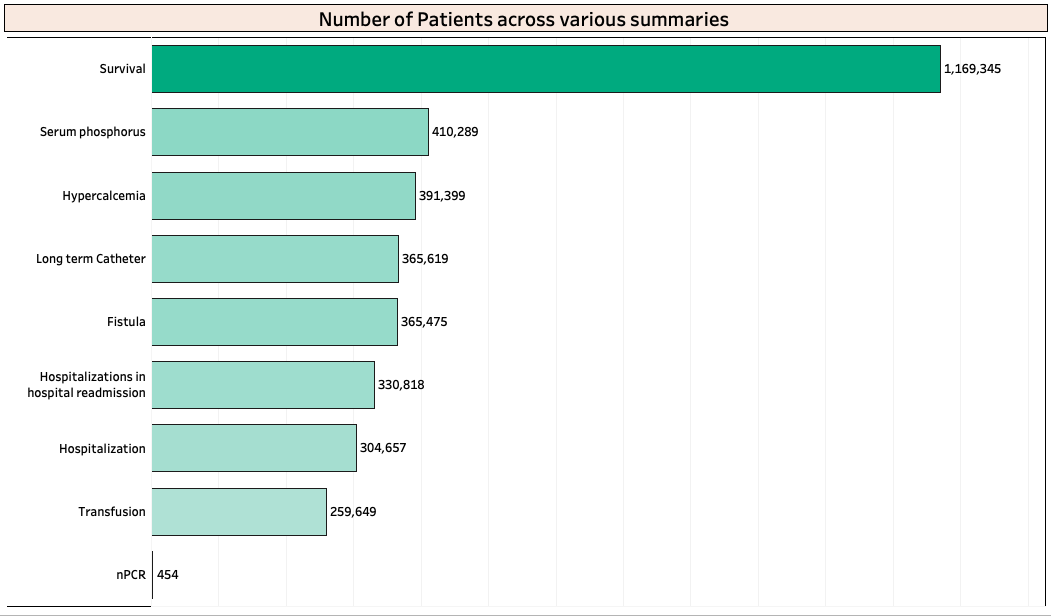 Number of Patients across various summaries
Survival
1,169,345
Serum phosphorus
410,289
Hypercalcemia
391,399
Long term Catheter
365,619
Fistula
365,475
Hospitalizations in
hospital readmission
330,818
Hospitalization
304,657
Transfusion
259,649
nPCR
454